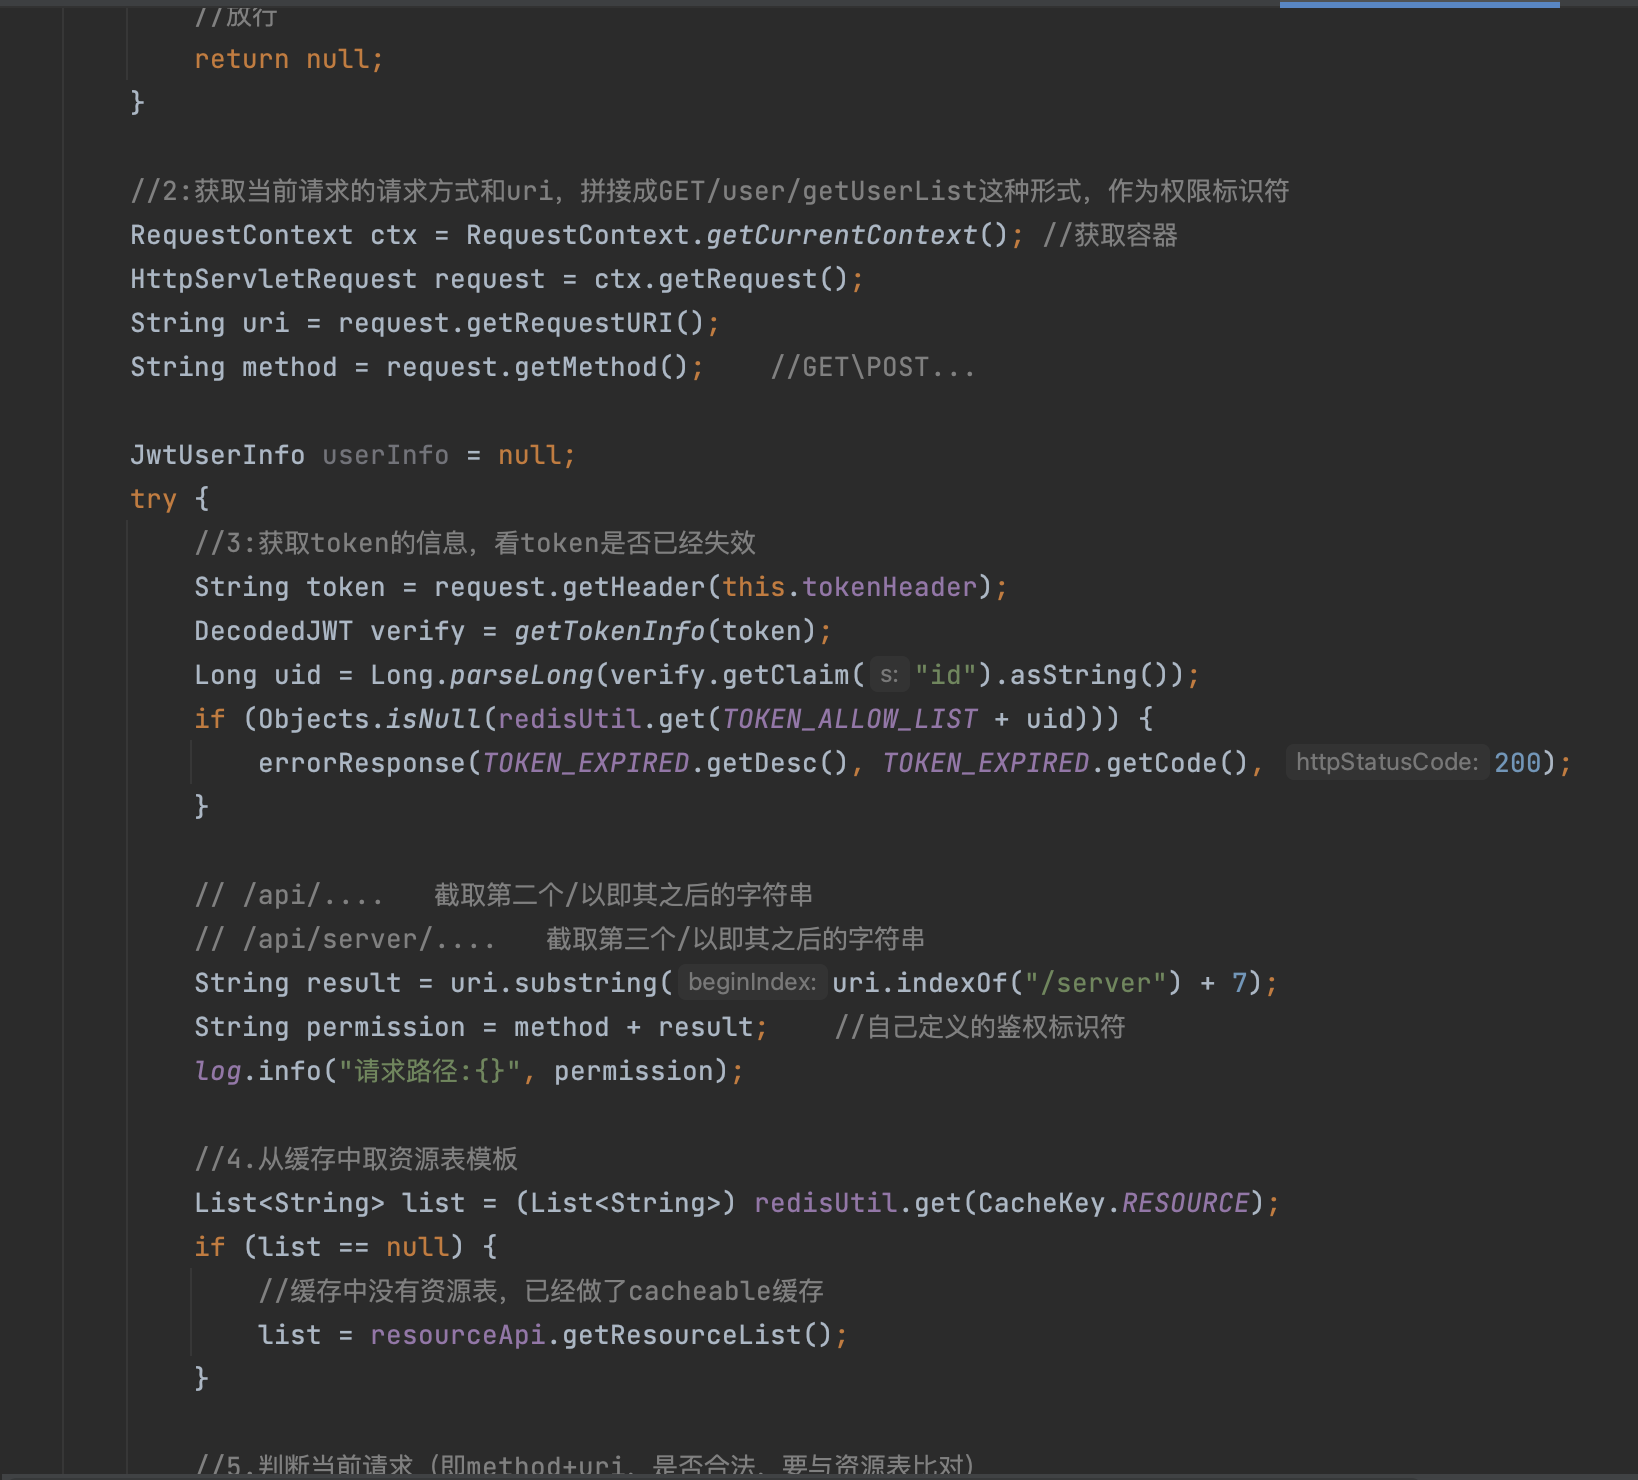 //放行
return null;
}
//2:获取当前请求的请求方式和uri，拼接成GET/user/getUserList这种形式，作为权限标识符
RequestContext ctx = RequestContext.getCurrentContext(); //获取容器
HttpServletRequest request = ctx.getRequest();
String uri = request.getRequestURI();
String method = request.getMethod();    //GET\POST...
JwtUserInfo userInfo = null;
try {
//3:获取token的信息，看token是否已经失效
String token = request.getHeader(this.tokenHeader);
DecodedJWT verify = getTokenInfo(token);
Long uid = Long.parseLong(verify.getClaim( s: "id").asString());
if (Objects.isNull(redisUtil.get(TOKEN_ALLOW_LIST + uid))) {
errorResponse(TOKEN_EXPIRED.getDesc(), TOKEN_EXPIRED.getCode(), httpStatusCode: 200);
}
// /api/....   截取第二个/以即其之后的字符串
// /api/server/....   截取第三个/以即其之后的字符串
String result = uri.substring( beginIndex: uri.indexOf("/server") + 7);
String permission = method + result;    //自己定义的鉴权标识符
log.info("请求路径:{}", permission);
//4.从缓存中取资源表模板
List<String> list = (List<String>) redisUtil.get(CacheKey.RESOURCE);
if (list == null) {
//缓存中没有资源表，已经做了cacheable缓存
list = resourceApi.getResourceList();
}
//5.判断当前请求（即method+uri，是否合法，要与资源表比对）